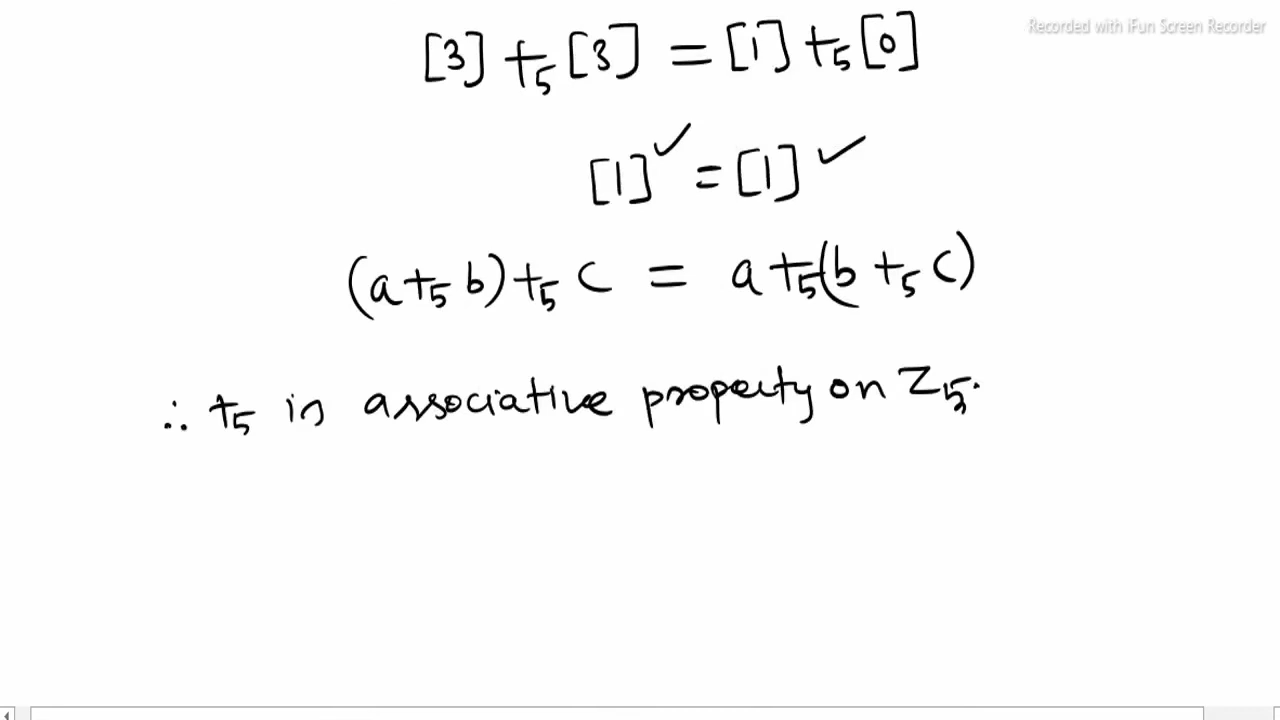 Recorded with iFun Screen Recorder
[3] +₅ [3] = [1] +₅ [0]
[1] ✓ = [1] ✓
(a +₅ b) +₅ c = a +₅ (b +₅ c)
∴ +₅ is associative property on Z₅.